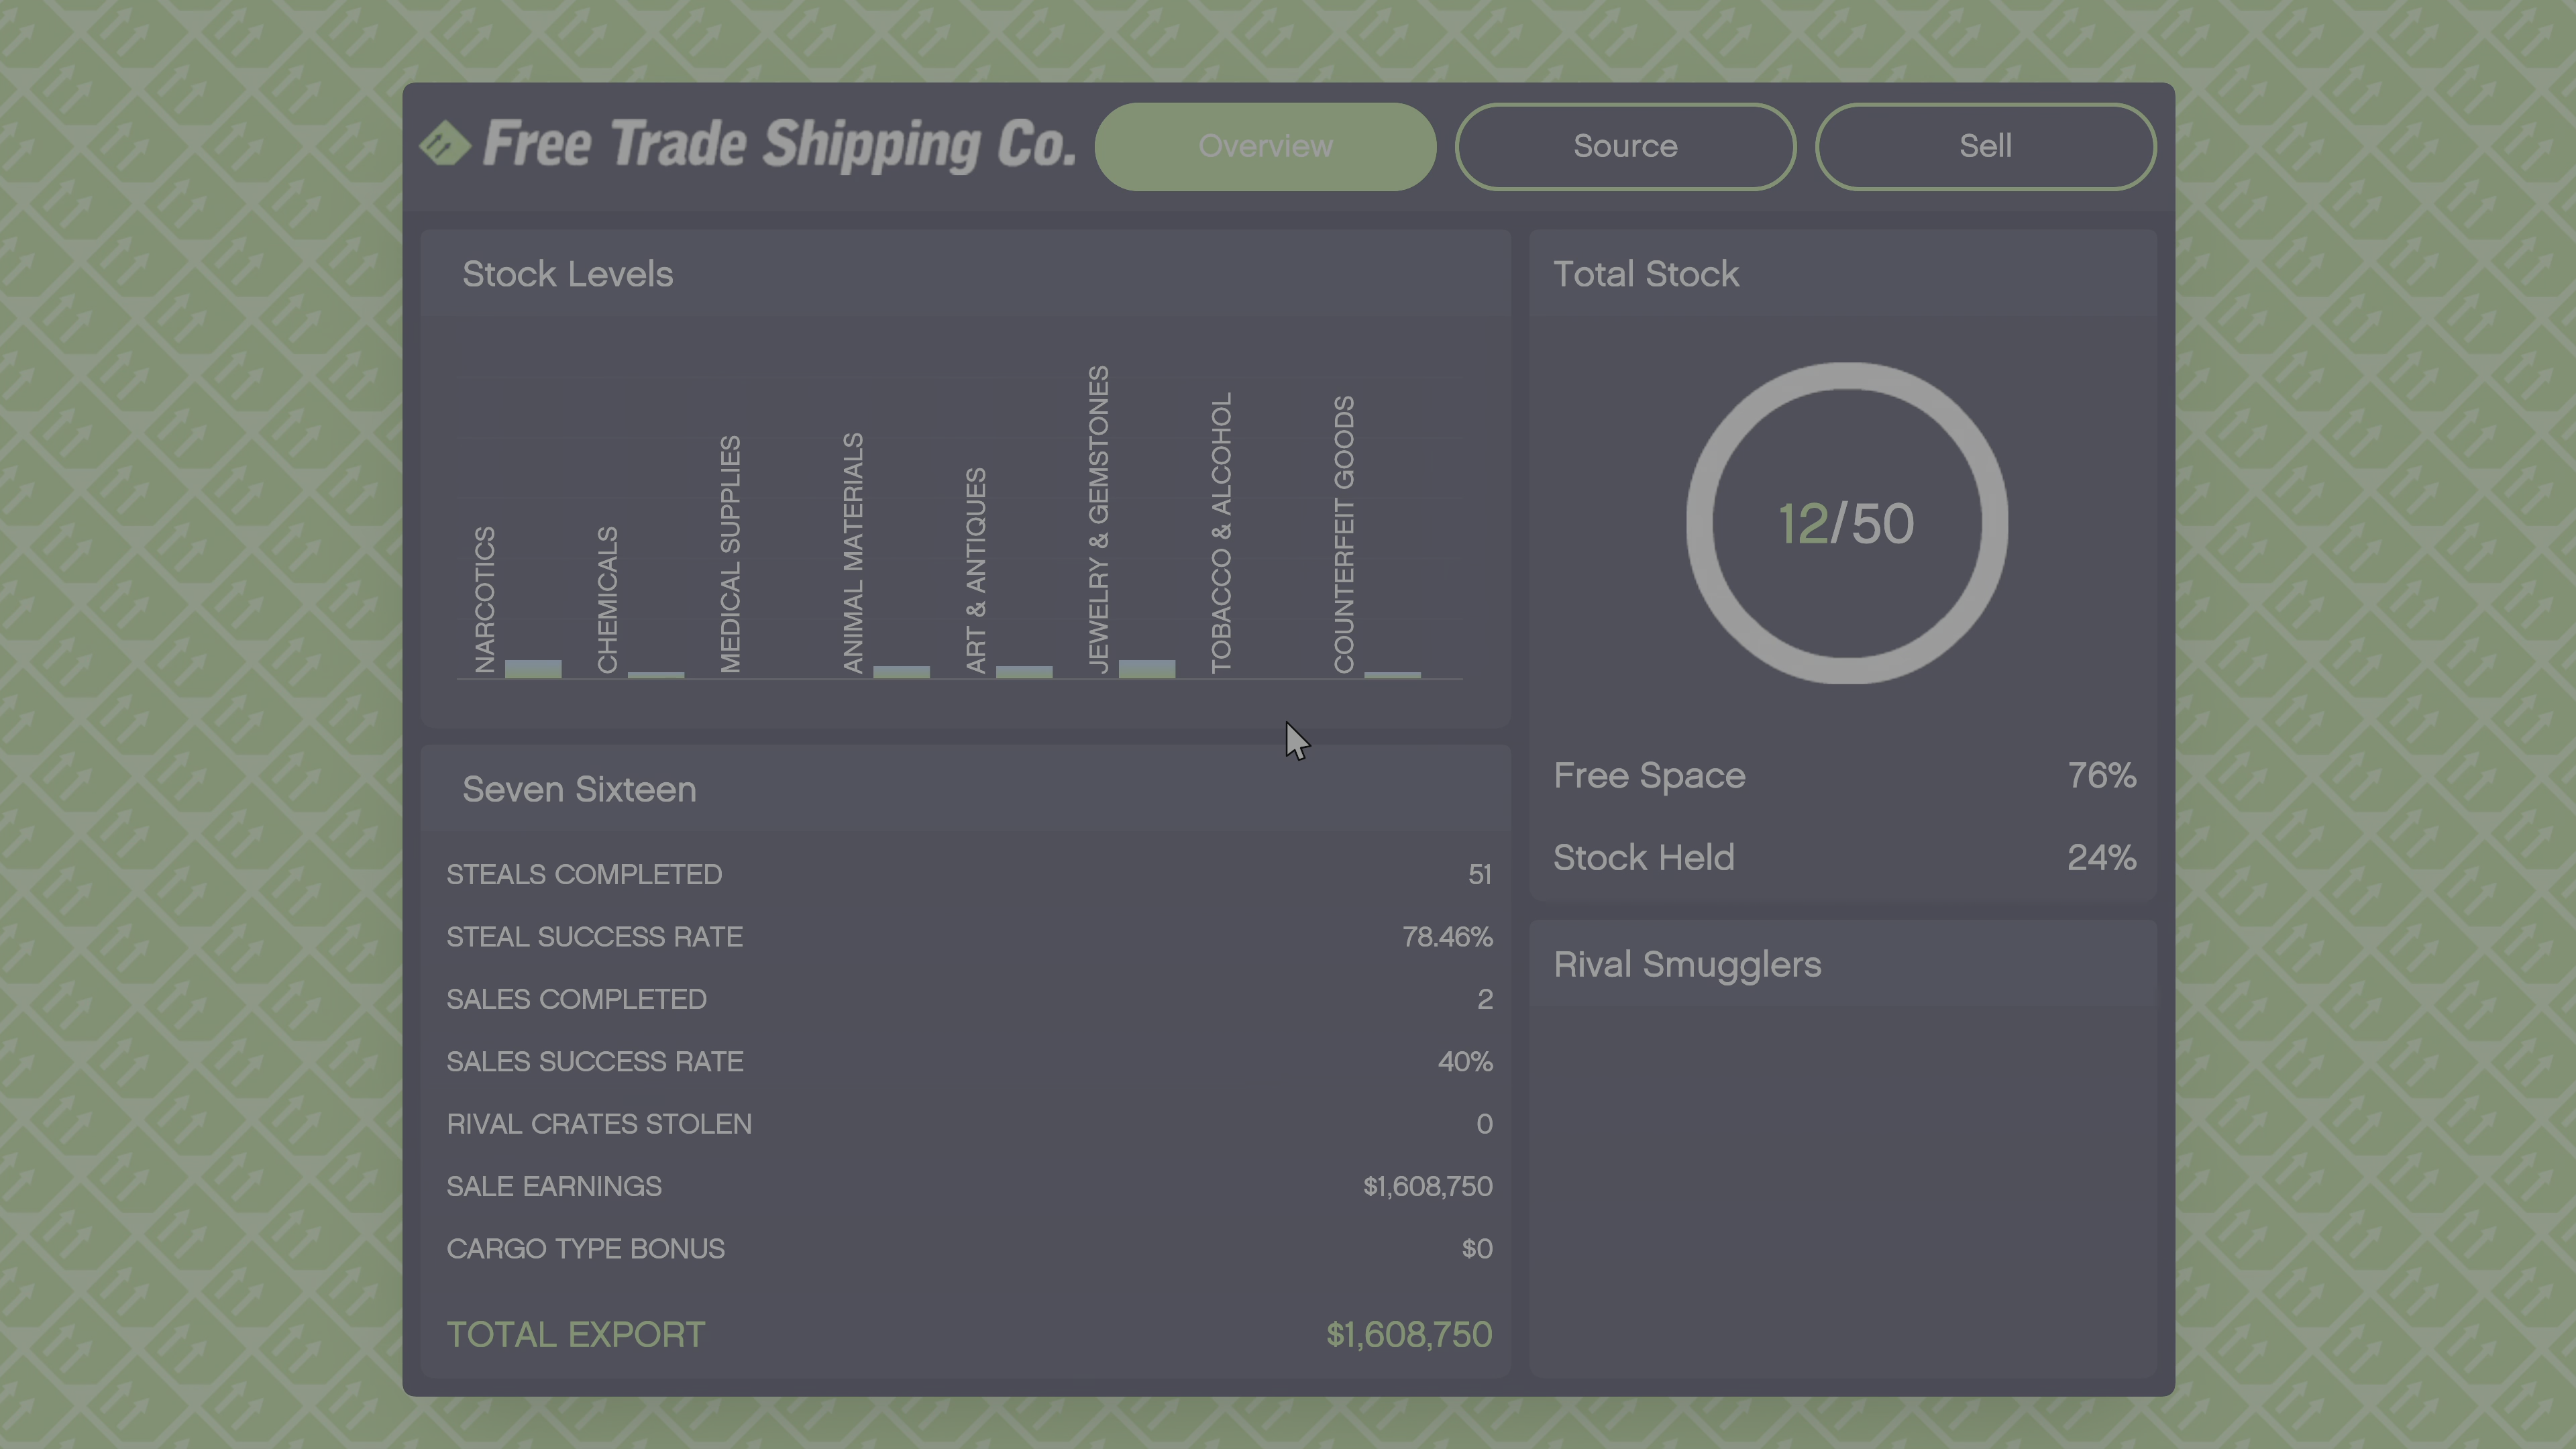 Free Trade Shipping Co.
Overview
Source
Sell
Stock Levels
NARCOTICS
CHEMICALS
MEDICAL SUPPLIES
ANIMAL MATERIALS
ART & ANTIQUES
JEWELRY & GEMSTONES
TOBACCO & ALCOHOL
COUNTERFEIT GOODS
Total Stock
12/50
Free Space 76%
Stock Held 24%
Seven Sixteen
STEALS COMPLETED 51
STEAL SUCCESS RATE 78.46%
SALES COMPLETED 2
SALES SUCCESS RATE 40%
RIVAL CRATES STOLEN 0
SALE EARNINGS $1,608,750
CARGO TYPE BONUS $0
TOTAL EXPORT $1,608,750
Rival Smugglers